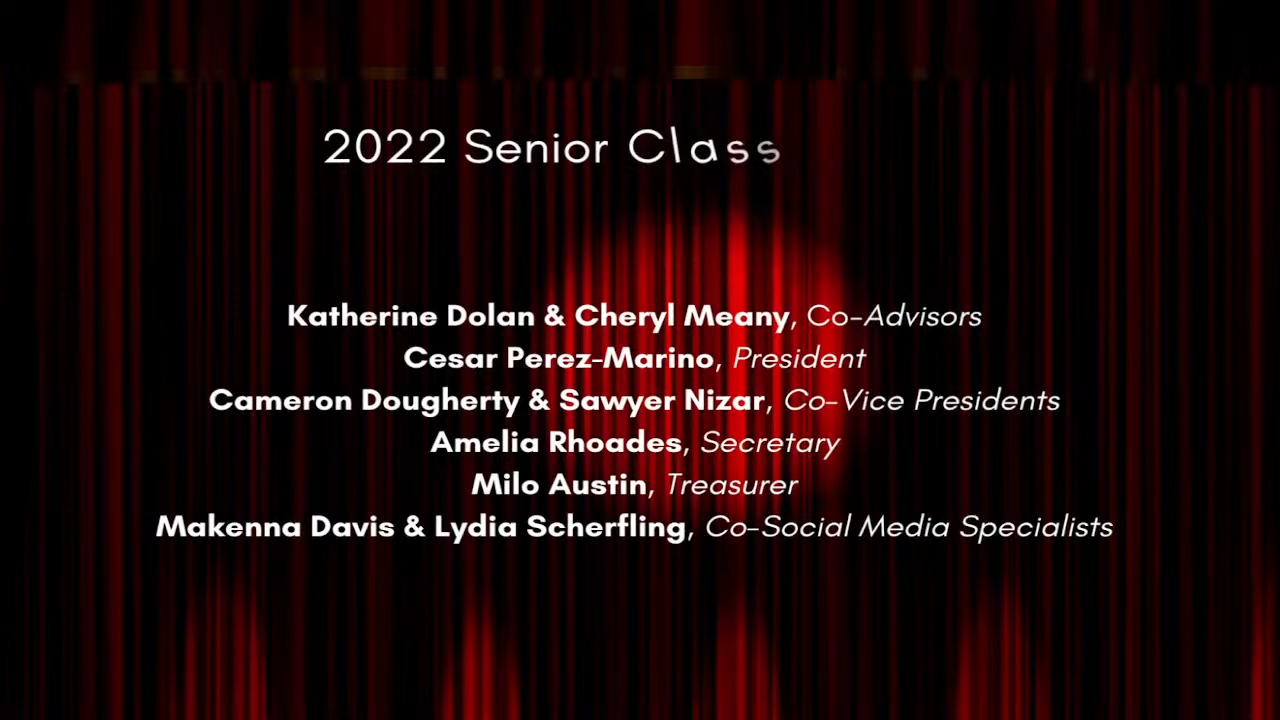 2022 Senior Class
Katherine Dolan & Cheryl Meany, Co-Advisors
Cesar Perez-Marino, President
Cameron Dougherty & Sawyer Nizar, Co-Vice Presidents
Amelia Rhoades, Secretary
Milo Austin, Treasurer
Makenna Davis & Lydia Scherfling, Co-Social Media Specialists